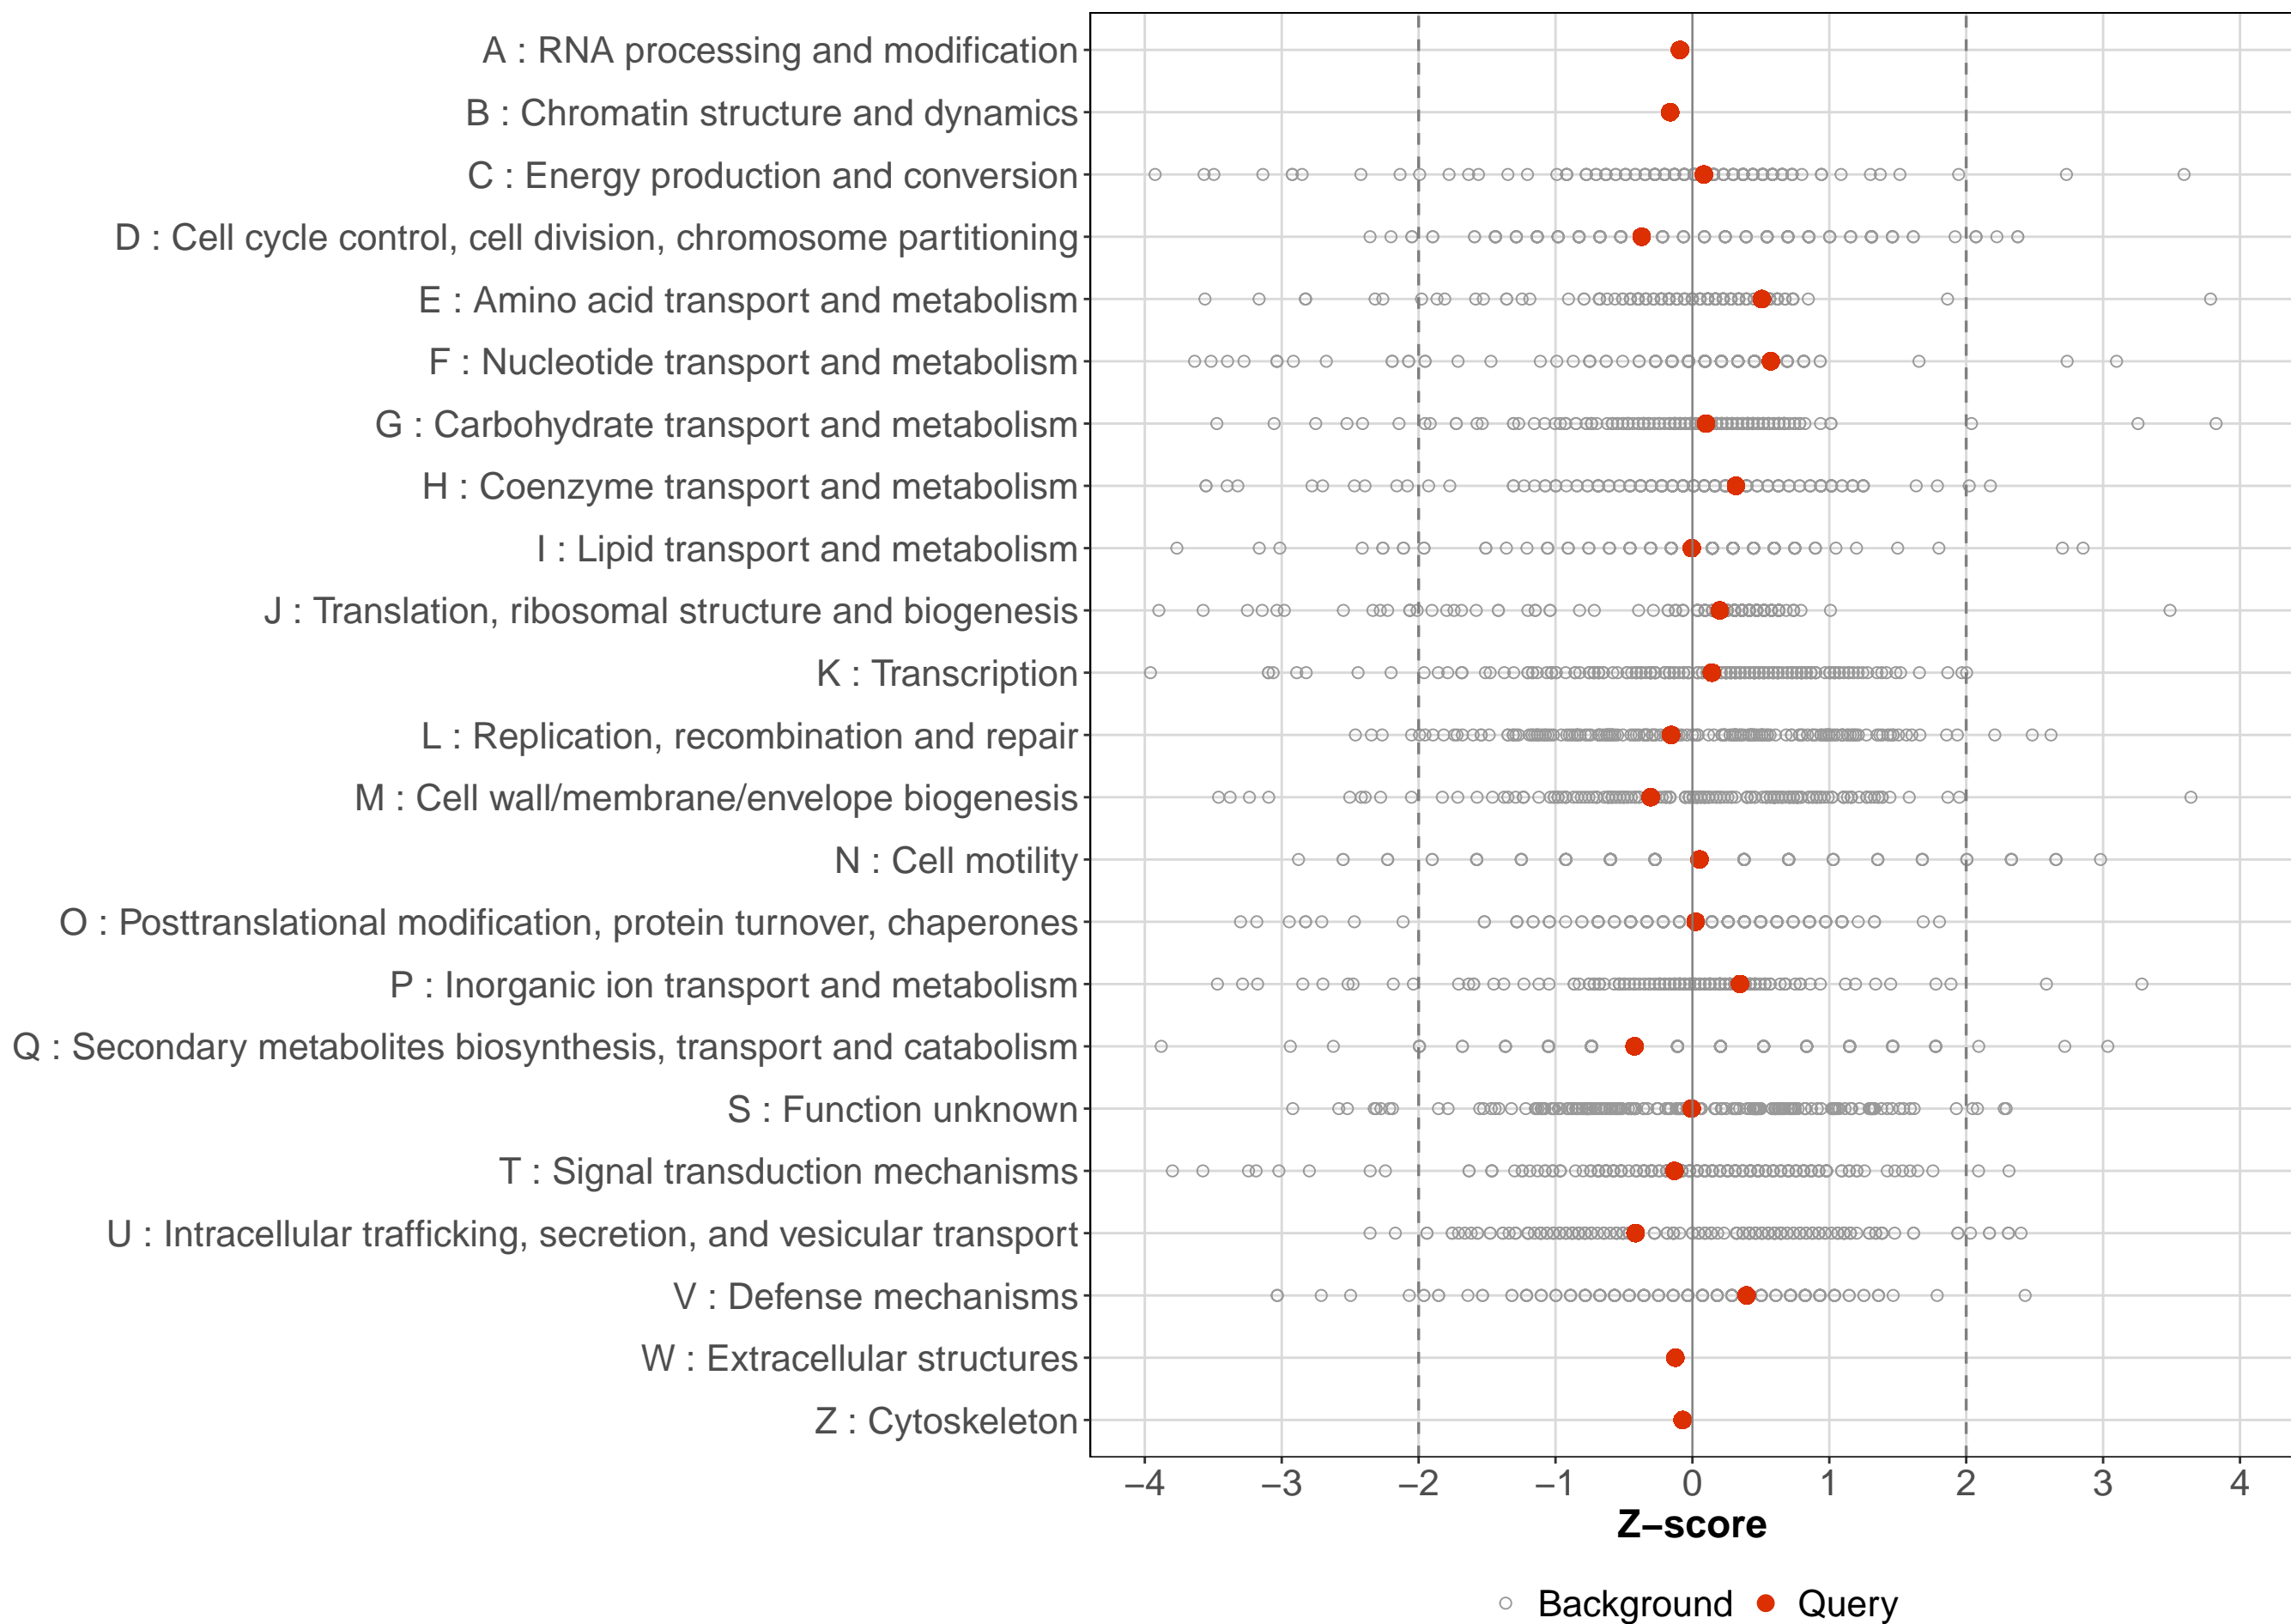 A : RNA processing and modification
B : Chromatin structure and dynamics
C : Energy production and conversion
D : Cell cycle control, cell division, chromosome partitioning
E : Amino acid transport and metabolism
F : Nucleotide transport and metabolism
G : Carbohydrate transport and metabolism
H : Coenzyme transport and metabolism
I : Lipid transport and metabolism
J : Translation, ribosomal structure and biogenesis
K : Transcription
L : Replication, recombination and repair
M : Cell wall/membrane/envelope biogenesis
N : Cell motility
O : Posttranslational modification, protein turnover, chaperones
P : Inorganic ion transport and metabolism
Q : Secondary metabolites biosynthesis, transport and catabolism
S : Function unknown
T : Signal transduction mechanisms
U : Intracellular trafficking, secretion, and vesicular transport
V : Defense mechanisms
W : Extracellular structures
Z : Cytoskeleton
−4 −3 −2 −1 0 1 2 3 4
Z−score
Background Query